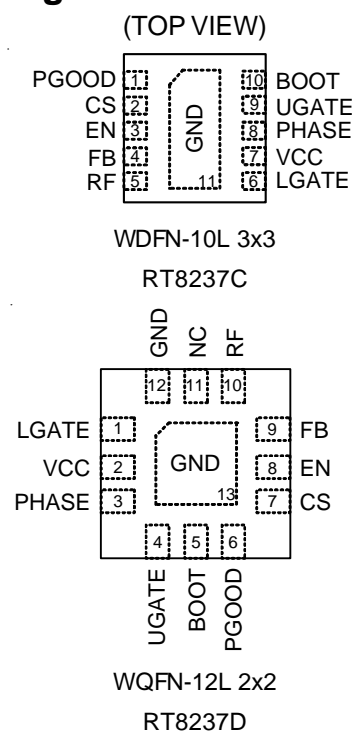 (TOP VIEW)
PGOOD 1 10 BOOT
CS 2 9 UGATE
EN 3 GND 8 PHASE
FB 4 7 VCC
RF 5 11 6 LGATE
WDFN-10L 3x3
RT8237C
GND NC RF
12 11 10
LGATE 1 9 FB
VCC 2 GND 8 EN
PHASE 3 13 7 CS
4 5 6
UGATE BOOT PGOOD
WQFN-12L 2x2
RT8237D